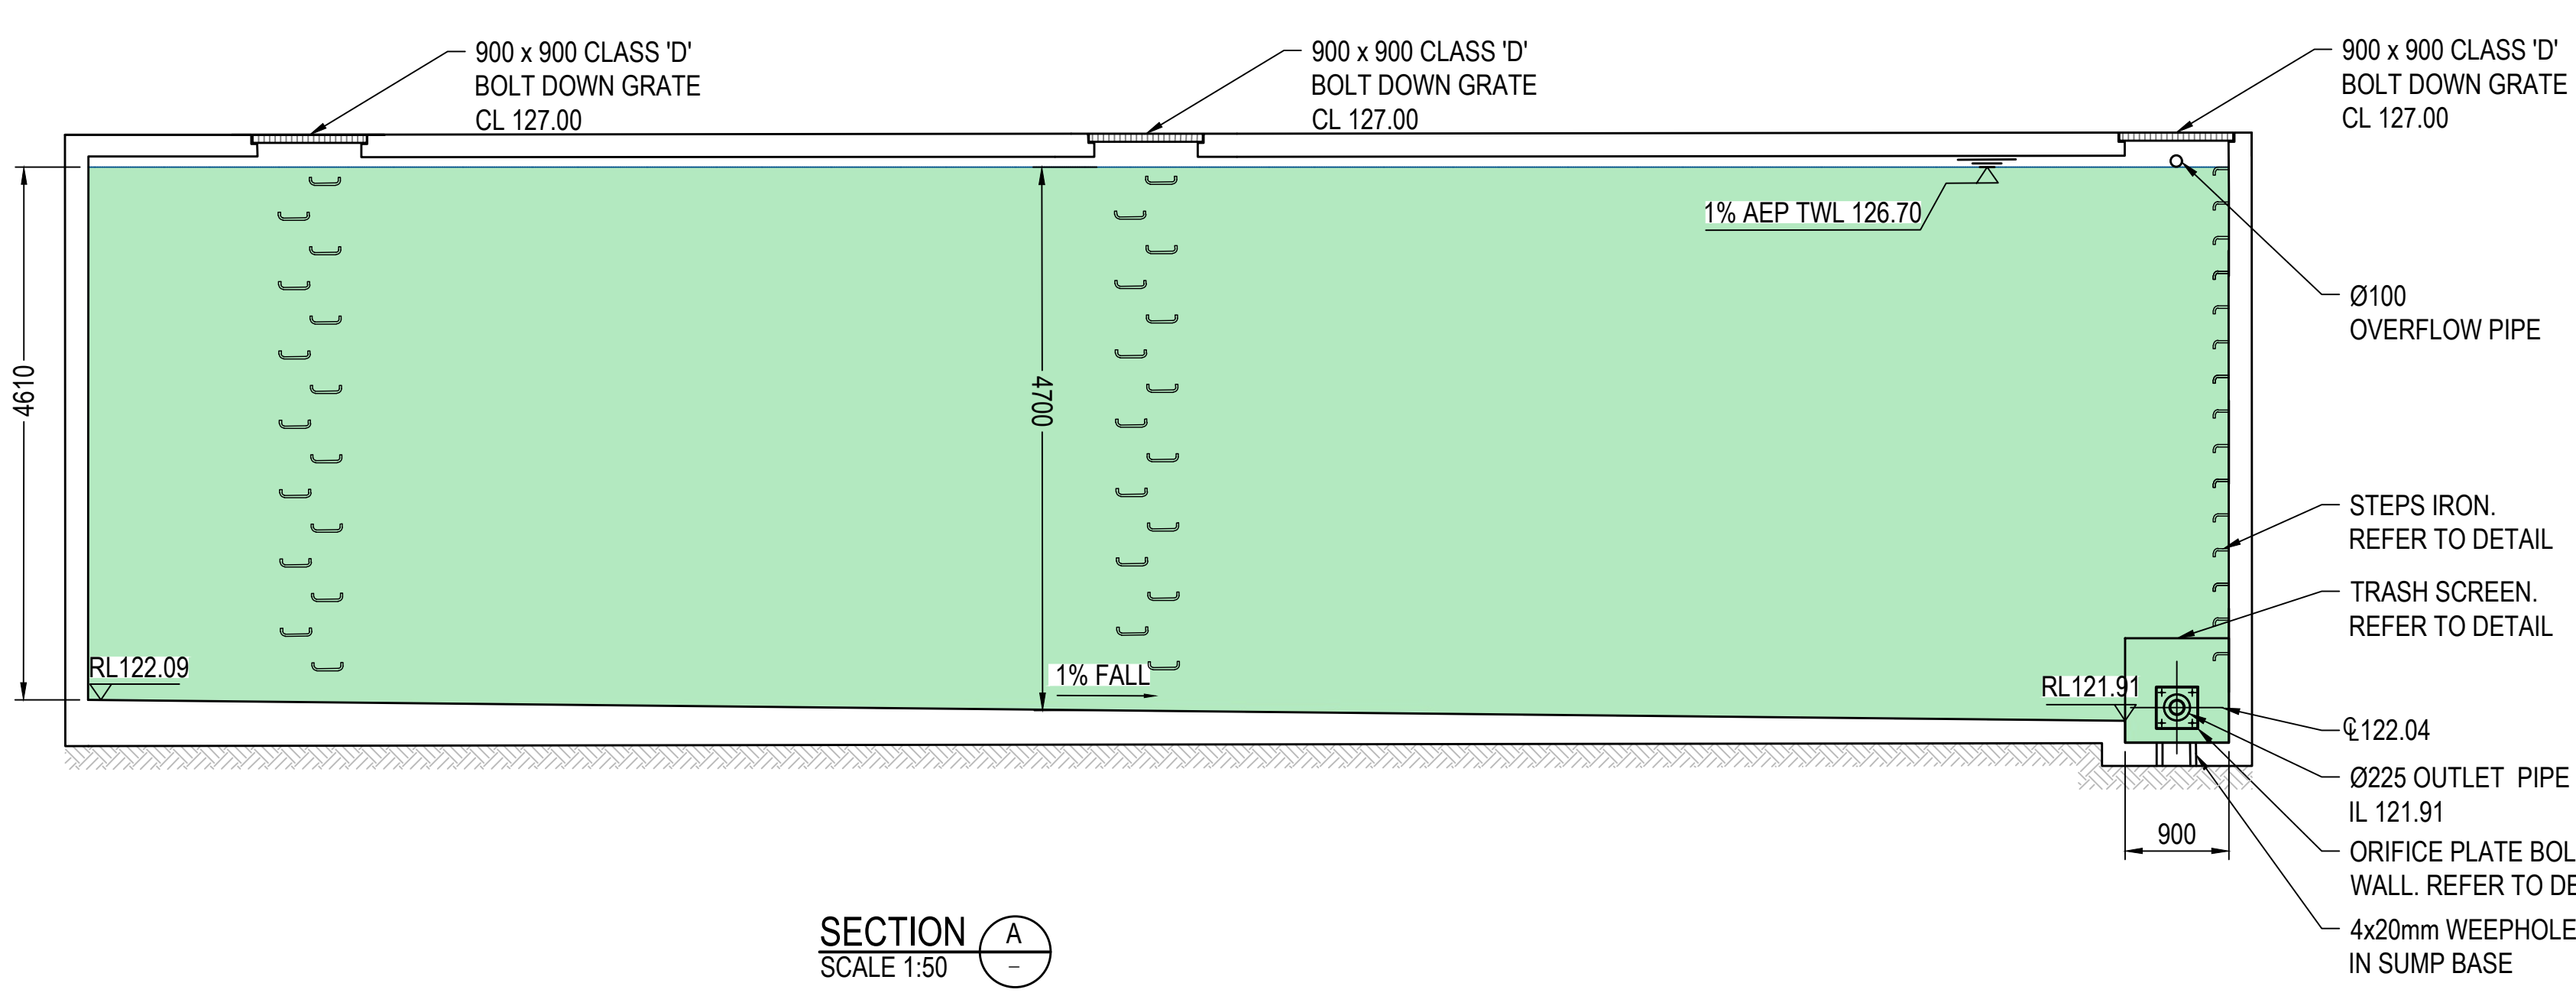 900 x 900 CLASS 'D'
BOLT DOWN GRATE
CL 127.00
900 x 900 CLASS 'D'
BOLT DOWN GRATE
CL 127.00
900 x 900 CLASS 'D'
BOLT DOWN GRATE
CL 127.00
1% AEP TWL 126.70
Ø100
OVERFLOW PIPE
4610
4700
STEPS IRON.
REFER TO DETAIL
TRASH SCREEN.
REFER TO DETAIL
RL122.09
1% FALL
RL121.91
℄122.04
Ø225 OUTLET PIPE
IL 121.91
900
ORIFICE PLATE BOL
WALL. REFER TO DE
4x20mm WEEPHOLE
IN SUMP BASE
SECTION A
SCALE 1:50 –